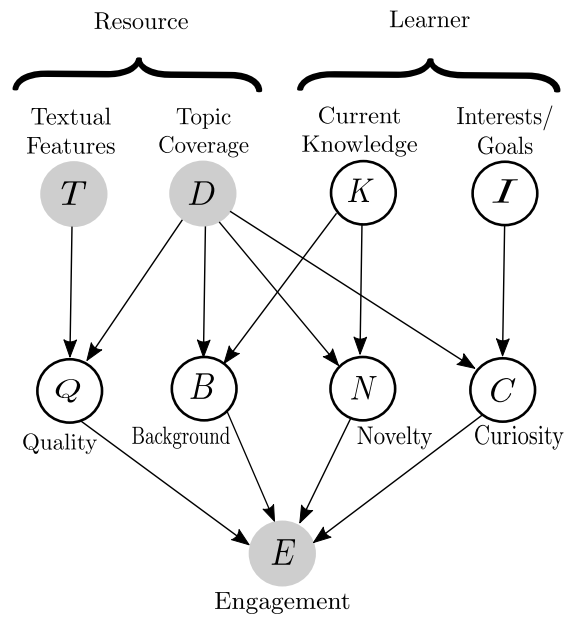 Resource
Learner
Textual
Features
Topic
Coverage
Current
Knowledge
Interests/
Goals
T
D
K
I
Q
B
N
C
Quality
Background
Novelty
Curiosity
E
Engagement